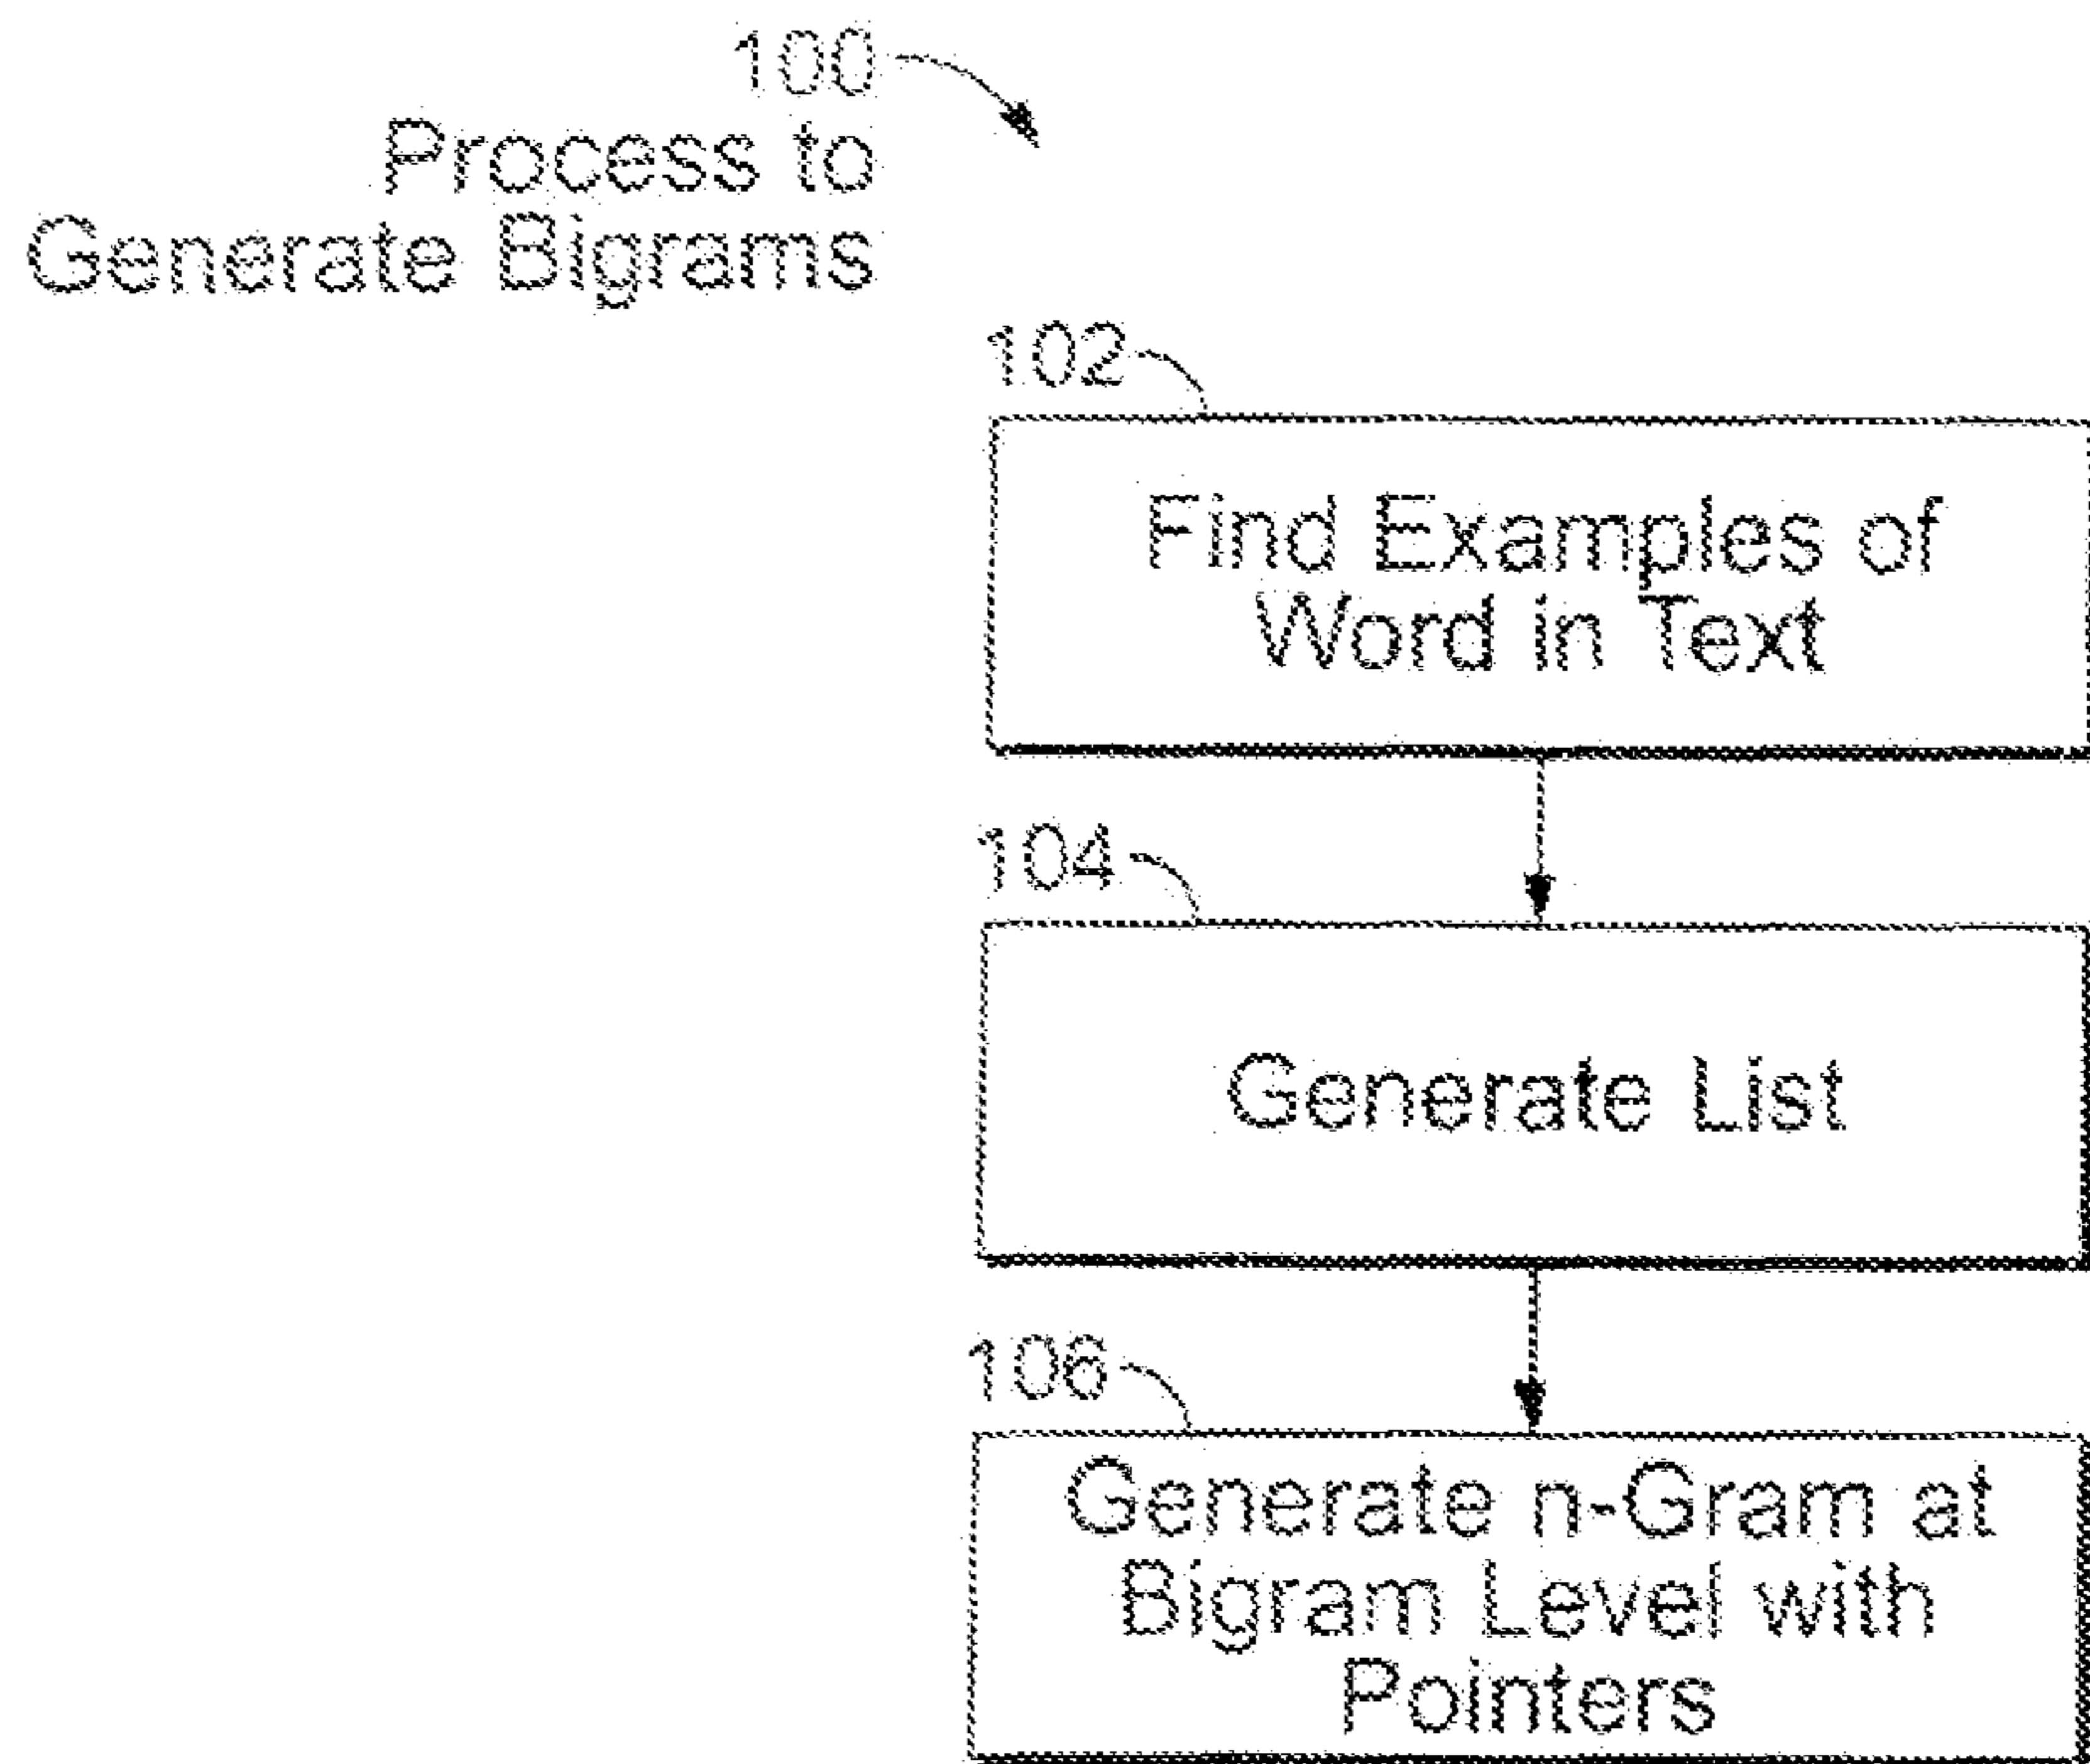 100
Process to
Generate Bigrams
102
Find Examples of
Word in Text
104
Generate List
106
Generate n-Gram at
Bigram Level with
Pointers